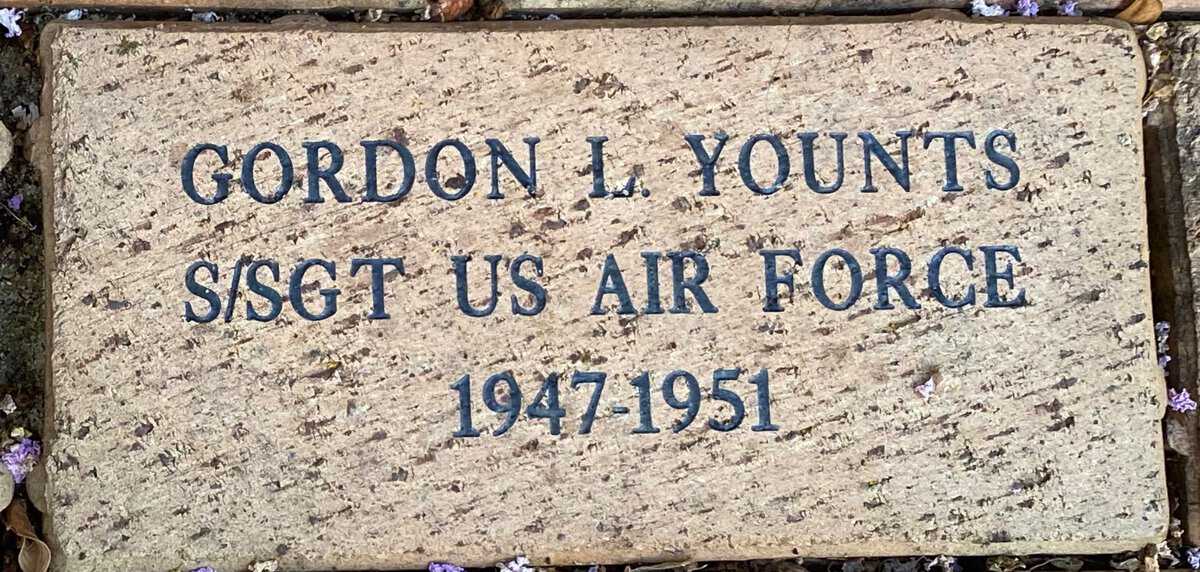 GORDON L. YOUNTS
S/SGT US AIR FORCE
1947-1951